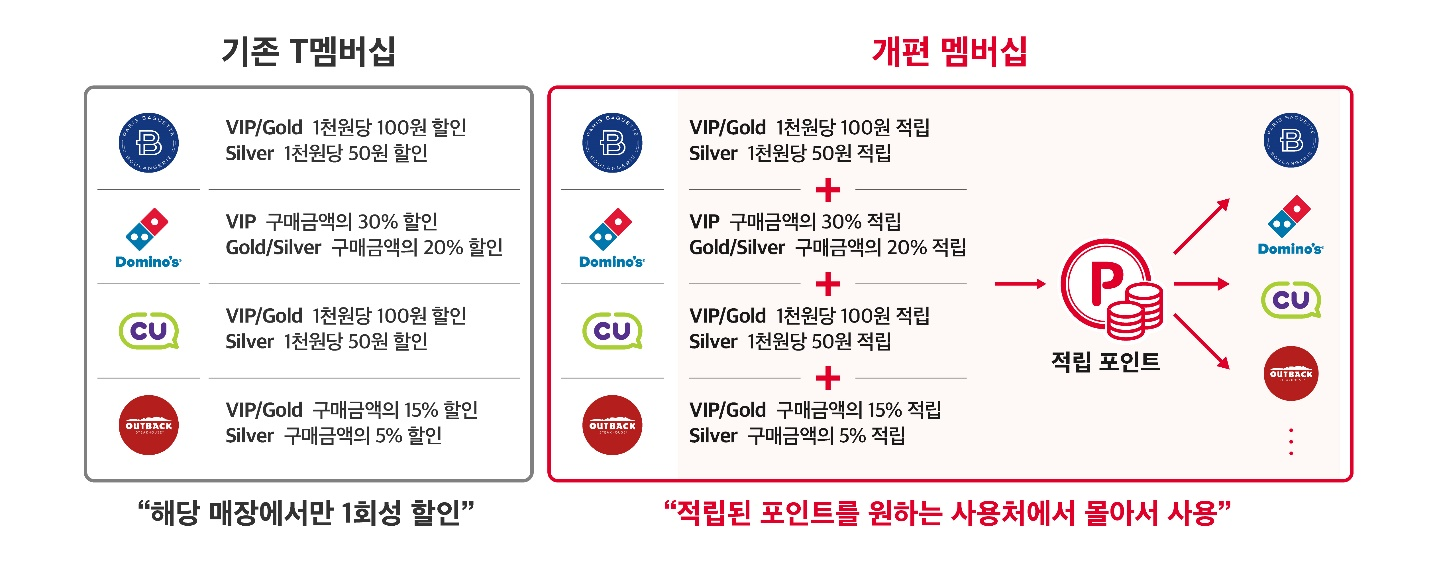 기존 T멤버십
개편 멤버십
PARIS BAGUETTE
B
BOULANGERIE
VIP/Gold 1천원당 100원 할인
Silver 1천원당 50원 할인
Domino's
VIP 구매금액의 30% 할인
Gold/Silver 구매금액의 20% 할인
CU
VIP/Gold 1천원당 100원 할인
Silver 1천원당 50원 할인
OUTBACK
STEAKHOUSE
VIP/Gold 구매금액의 15% 할인
Silver 구매금액의 5% 할인
“해당 매장에서만 1회성 할인”
PARIS BAGUETTE
B
BOULANGERIE
VIP/Gold 1천원당 100원 적립
Silver 1천원당 50원 적립
+
Domino's
VIP 구매금액의 30% 적립
Gold/Silver 구매금액의 20% 적립
+
CU
VIP/Gold 1천원당 100원 적립
Silver 1천원당 50원 적립
+
OUTBACK
STEAKHOUSE
VIP/Gold 구매금액의 15% 적립
Silver 구매금액의 5% 적립
P
적립 포인트
PARIS BAGUETTE
B
BOULANGERIE
Domino's
CU
OUTBACK
“적립된 포인트를 원하는 사용처에서 몰아서 사용”